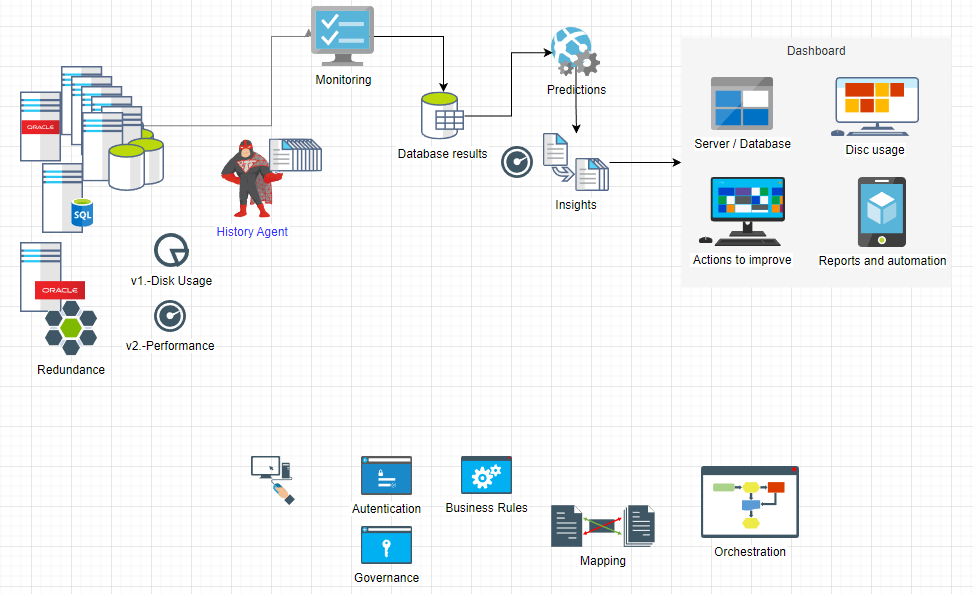 Dashboard
Monitoring
Predictions
ORACLE
Database results
Server / Database
Disc usage
SQL
Insights
History Agent
Actions to improve
Reports and automation
v1.-Disk Usage
ORACLE
v2.-Performance
Redundance
Autentication
Business Rules
Orchestration
Mapping
Governance